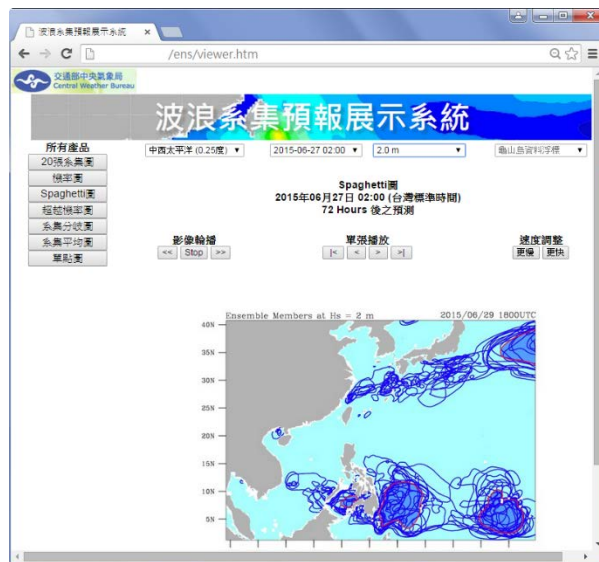 波浪系集預報展示系統
/ens/viewer.htm
交通部中央氣象局
Central Weather Bureau
波浪系集預報展示系統
所有產品
20張系集圖
機率圖
Spaghetti圖
超越機率圖
系集分歧圖
系集平均圖
單點圖
中西太平洋 (0.25度)
2015-06-27 02:00
2.0 m
龜山島資料浮標
Spaghetti圖
2015年06月27日 02:00 (台灣標準時間)
72 Hours 後之預測
影像輪播
<< Stop >>
單張播放
|< < > >|
速度調整
更慢 更快
Ensemble Members at Hs = 2 m 2015/06/29 1800UTC
40N
35N
30N
25N
20N
15N
10N
5N